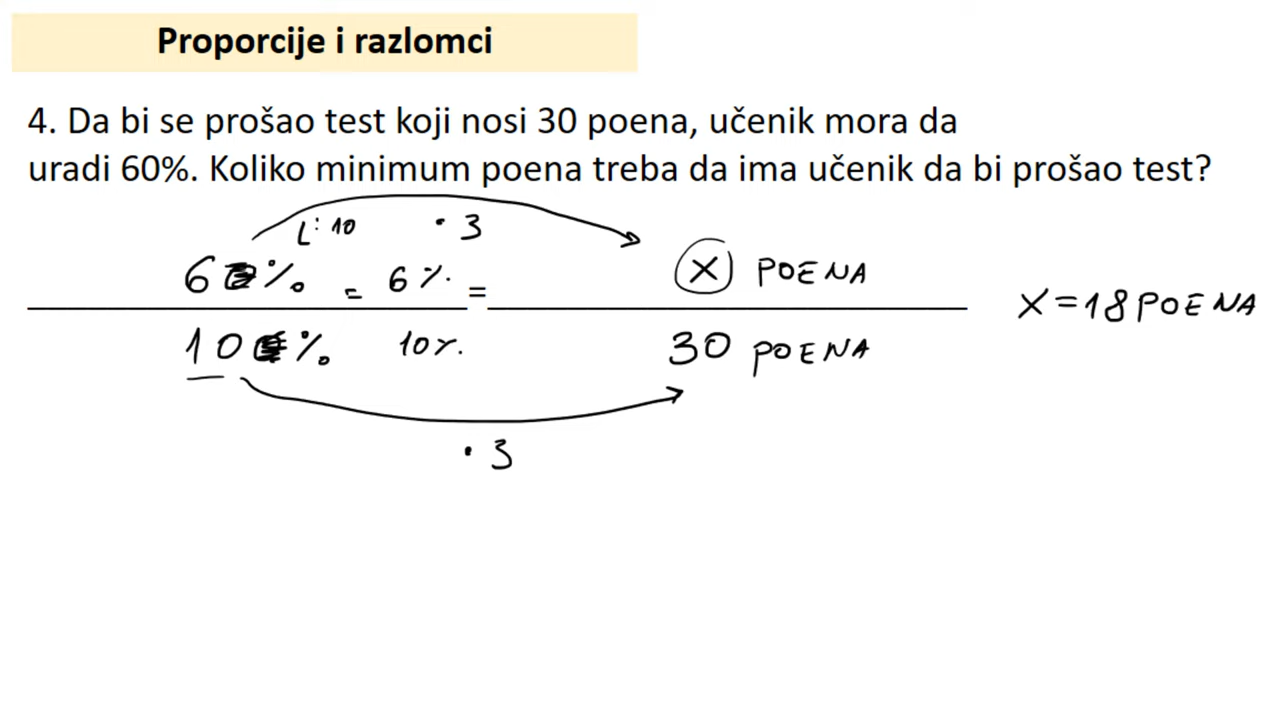 Proporcije i razlomci
4. Da bi se prošao test koji nosi 30 poena, učenik mora da
uradi 60%. Koliko minimum poena treba da ima učenik da bi prošao test?
L: 10 · 3
60% = 6% = X POENA
100% 10% 30 POENA
X = 18 POENA
· 3